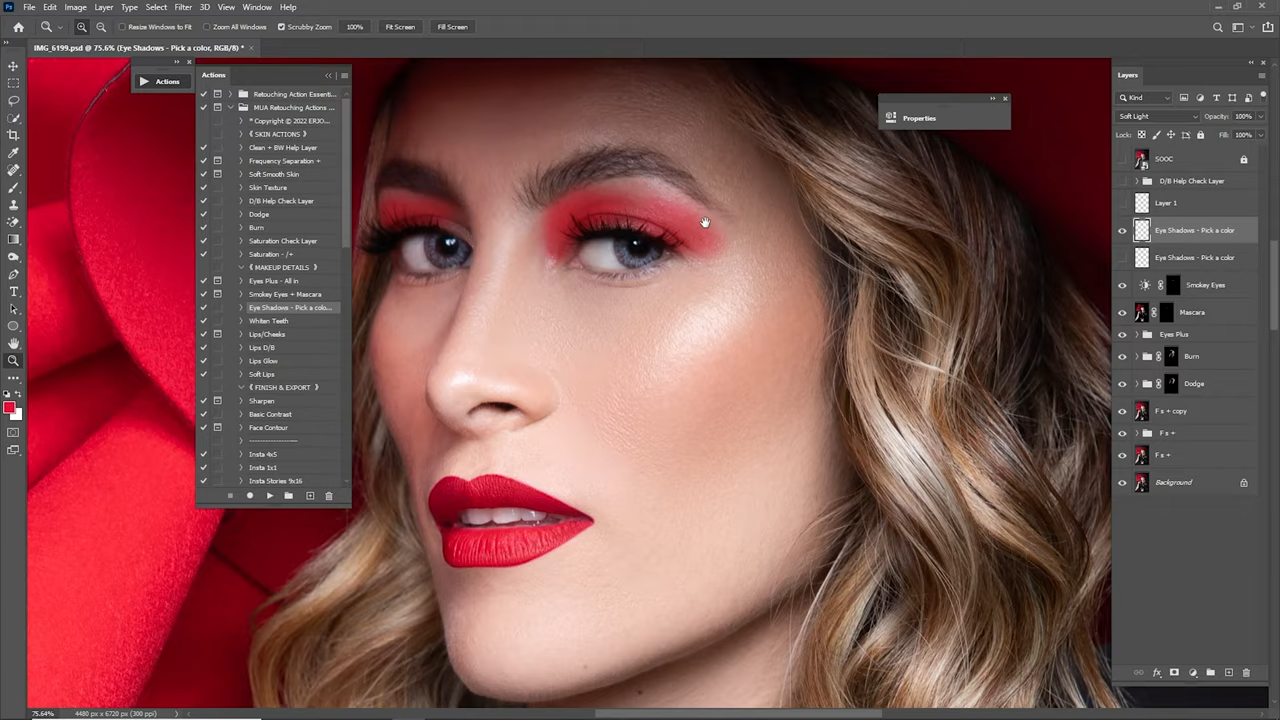 File Edit Image Layer Type Select Filter 3D View Window Help
Resize Windows to Fit Zoom All Windows Scrubby Zoom 100% Fit Screen Fill Screen
IMG_6199.psd @ 75.6% (Eye Shadows - Pick a color, RGB/8) *
Actions
Actions
Retouching Action Essenti...
MUA Retouching Actions ...
* Copyright © 2022 ERJO...
《 SKIN ACTIONS 》
Clean + BW Help Layer
Frequency Separation +
Soft Smooth Skin
Skin Texture
D/B Help Check Layer
Dodge
Burn
Saturation Check Layer
Saturation - /+
《 MAKEUP DETAILS 》
Eyes Plus - All in
Smokey Eyes + Mascara
Eye Shadows - Pick a colo...
Whiten Teeth
Lips/Cheeks
Lips D/B
Lips Glow
Soft Lips
《 FINISH & EXPORT 》
Sharpen
Basic Contrast
Face Contour
--------------------
Insta 4x5
Insta 1x1
Insta Stories 9x16
Properties
Layers
Kind
Soft Light Opacity: 100%
Lock: Fill: 100%
SOOC
D/B Help Check Layer
Layer 1
Eye Shadows - Pick a color
Eye Shadows - Pick a color
Smokey Eyes
Mascara
Eyes Plus
Burn
Dodge
F s + copy
F s +
F s +
Background
75.64% 4480 px x 6720 px (300 ppi)